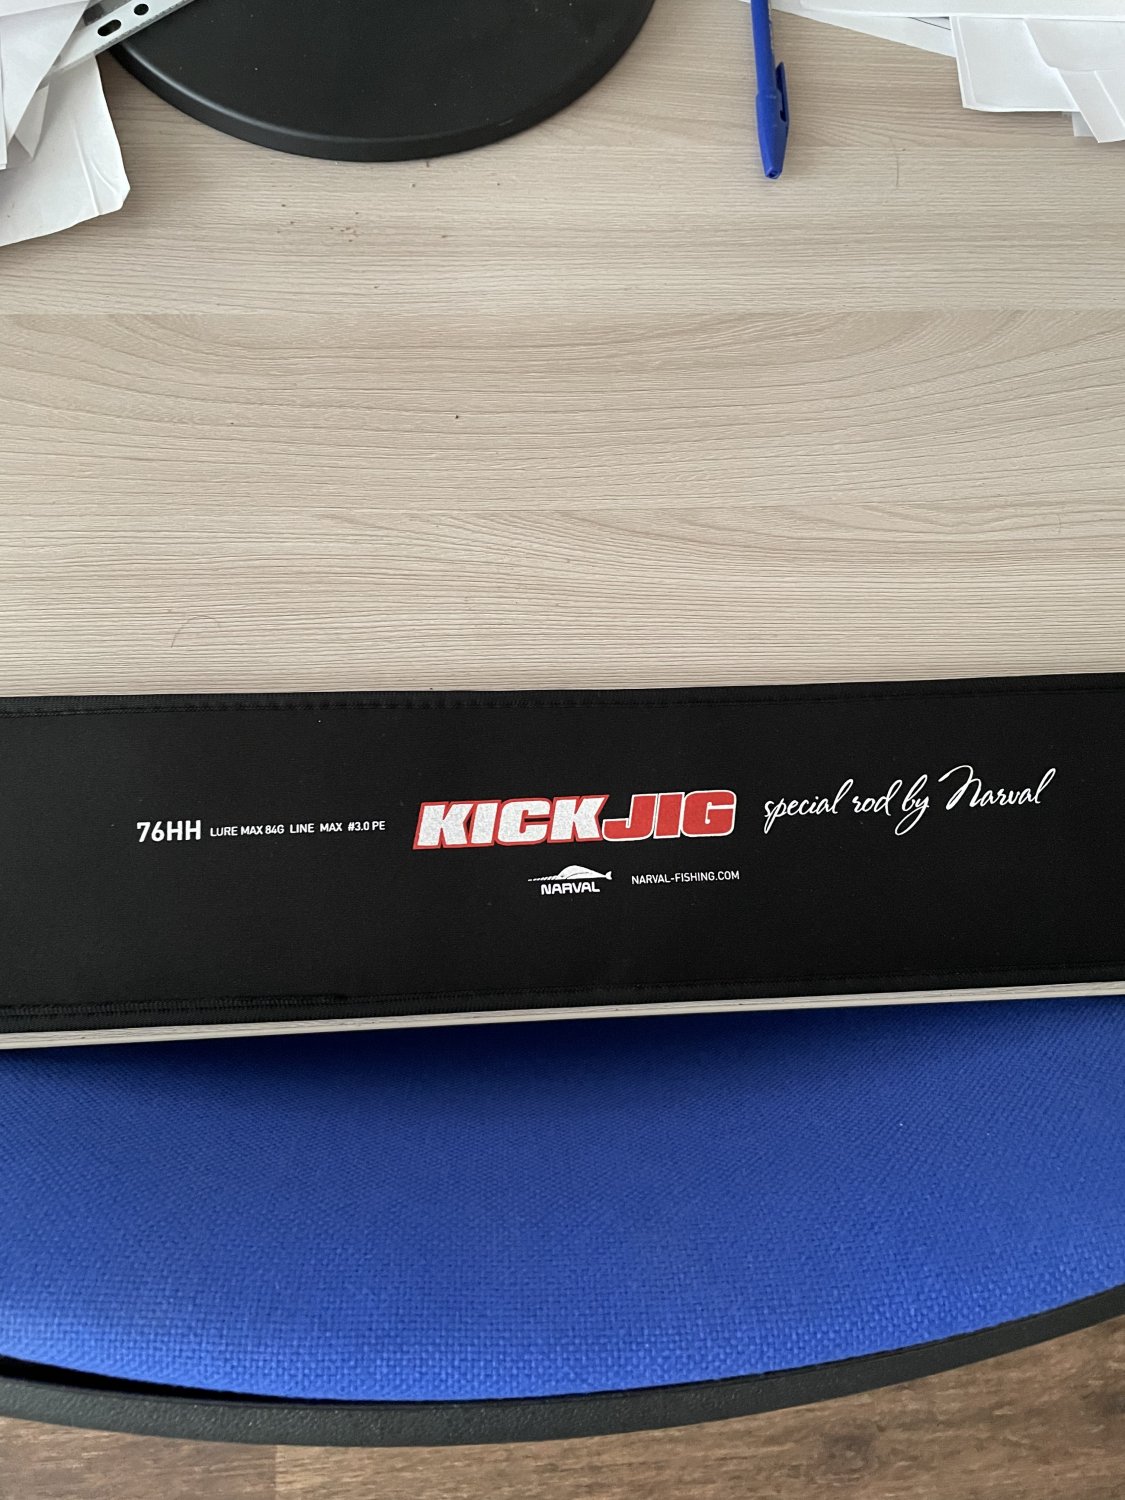 76HH LURE MAX 84G LINE MAX #3.0 PE KICKJIG special rod by Narval
NARVAL NARVAL-FISHING.COM